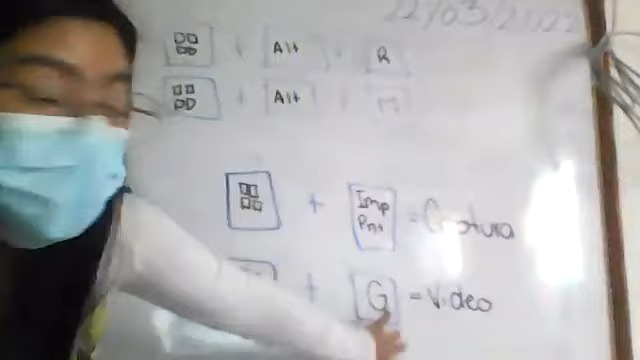 22/03/2022
+ Alt + R
+ Alt + M
+ Imp Pnt = Captura
+ G = Video